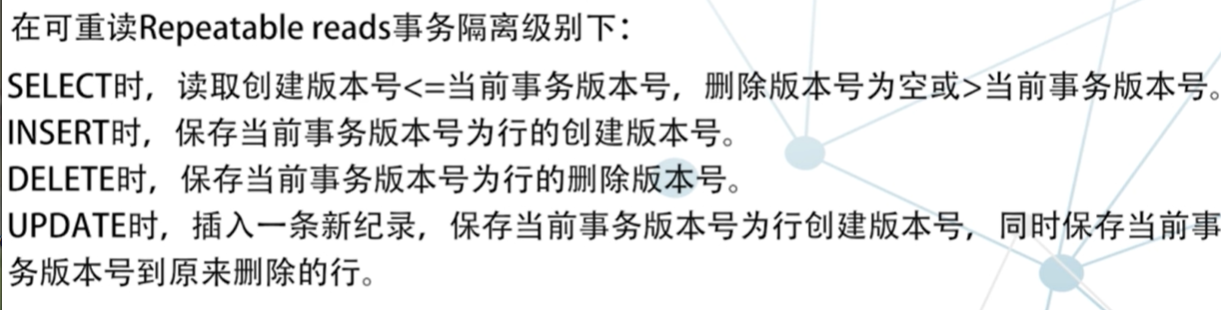 在可重读Repeatable reads事务隔离级别下：
SELECT时，读取创建版本号<=当前事务版本号，删除版本号为空或>当前事务版本号。
INSERT时，保存当前事务版本号为行的创建版本号。
DELETE时，保存当前事务版本号为行的删除版本号。
UPDATE时，插入一条新纪录，保存当前事务版本号为行创建版本号，同时保存当前事
务版本号到原来删除的行。